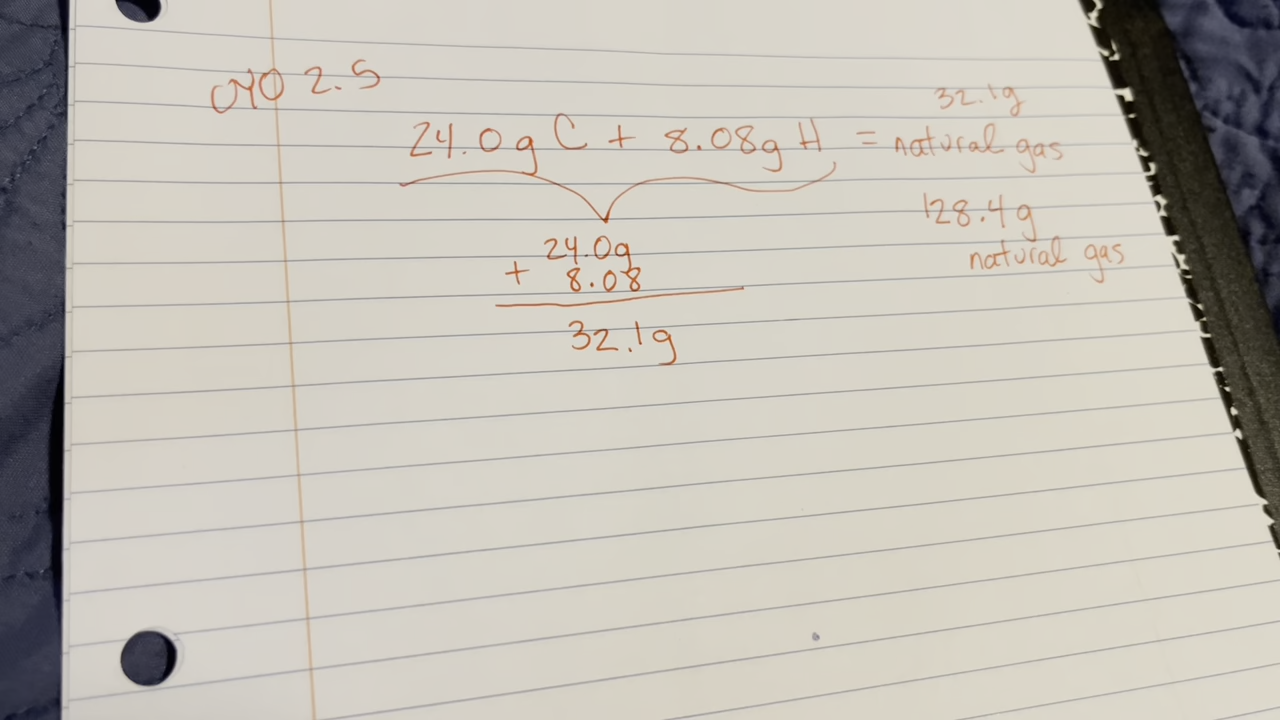 OYO 2.5
32.1g
24.0g C + 8.08g H = natural gas
128.4g
natural gas
24.0g
+ 8.08
32.1g